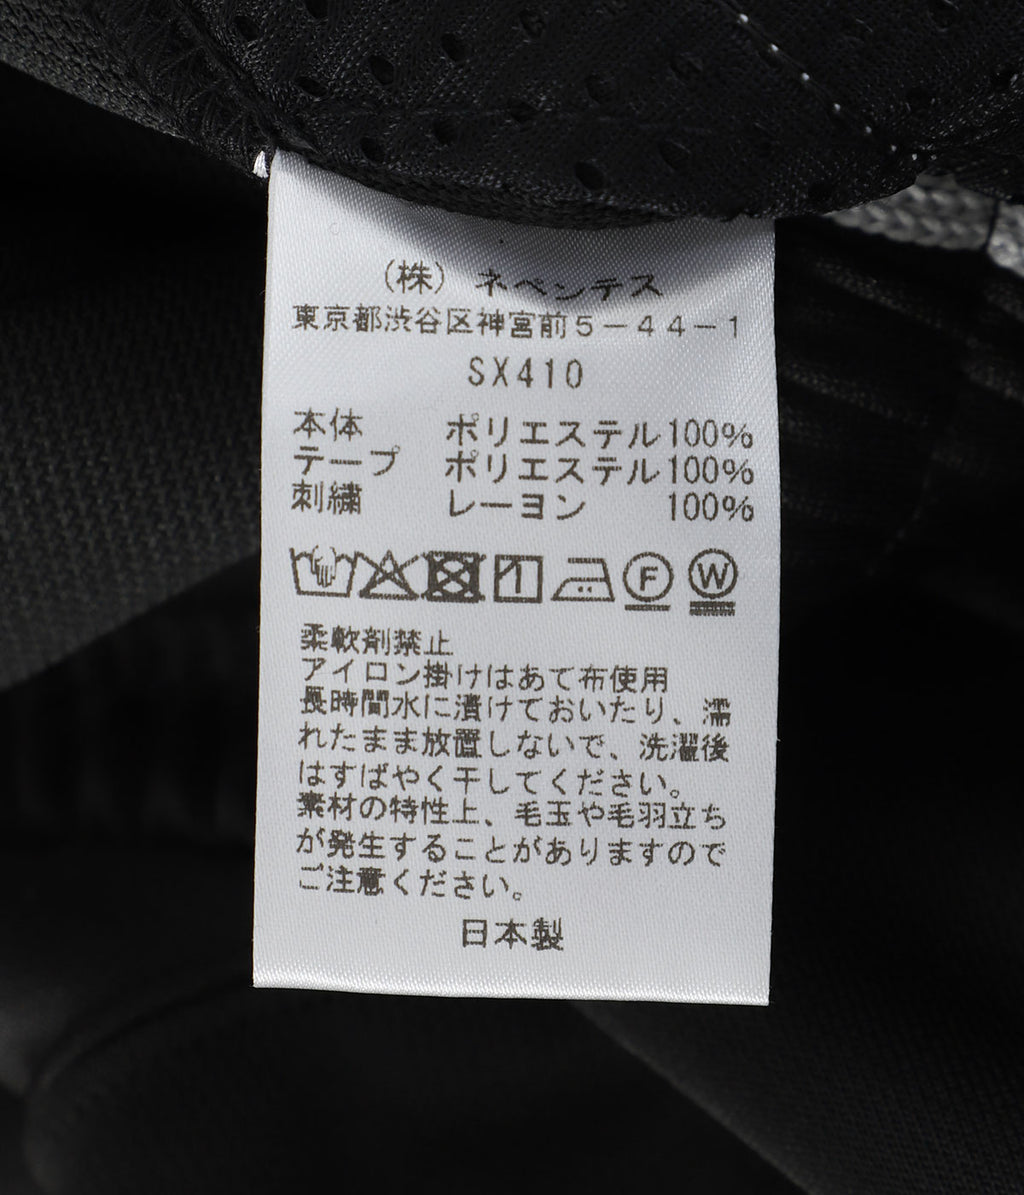 （株）ネペンテス
東京都渋谷区神宮前５－４４－１
SX410
本体 ポリエステル100%
テープ ポリエステル100%
刺繍 レーヨン 100%
F W
柔軟剤禁止
アイロン掛けはあて布使用
長時間水に漬けておいたり、濡
れたまま放置しないで、洗濯後
はすばやく干してください。
素材の特性上、毛玉や毛羽立ち
が発生することがありますので
ご注意ください。
日本製